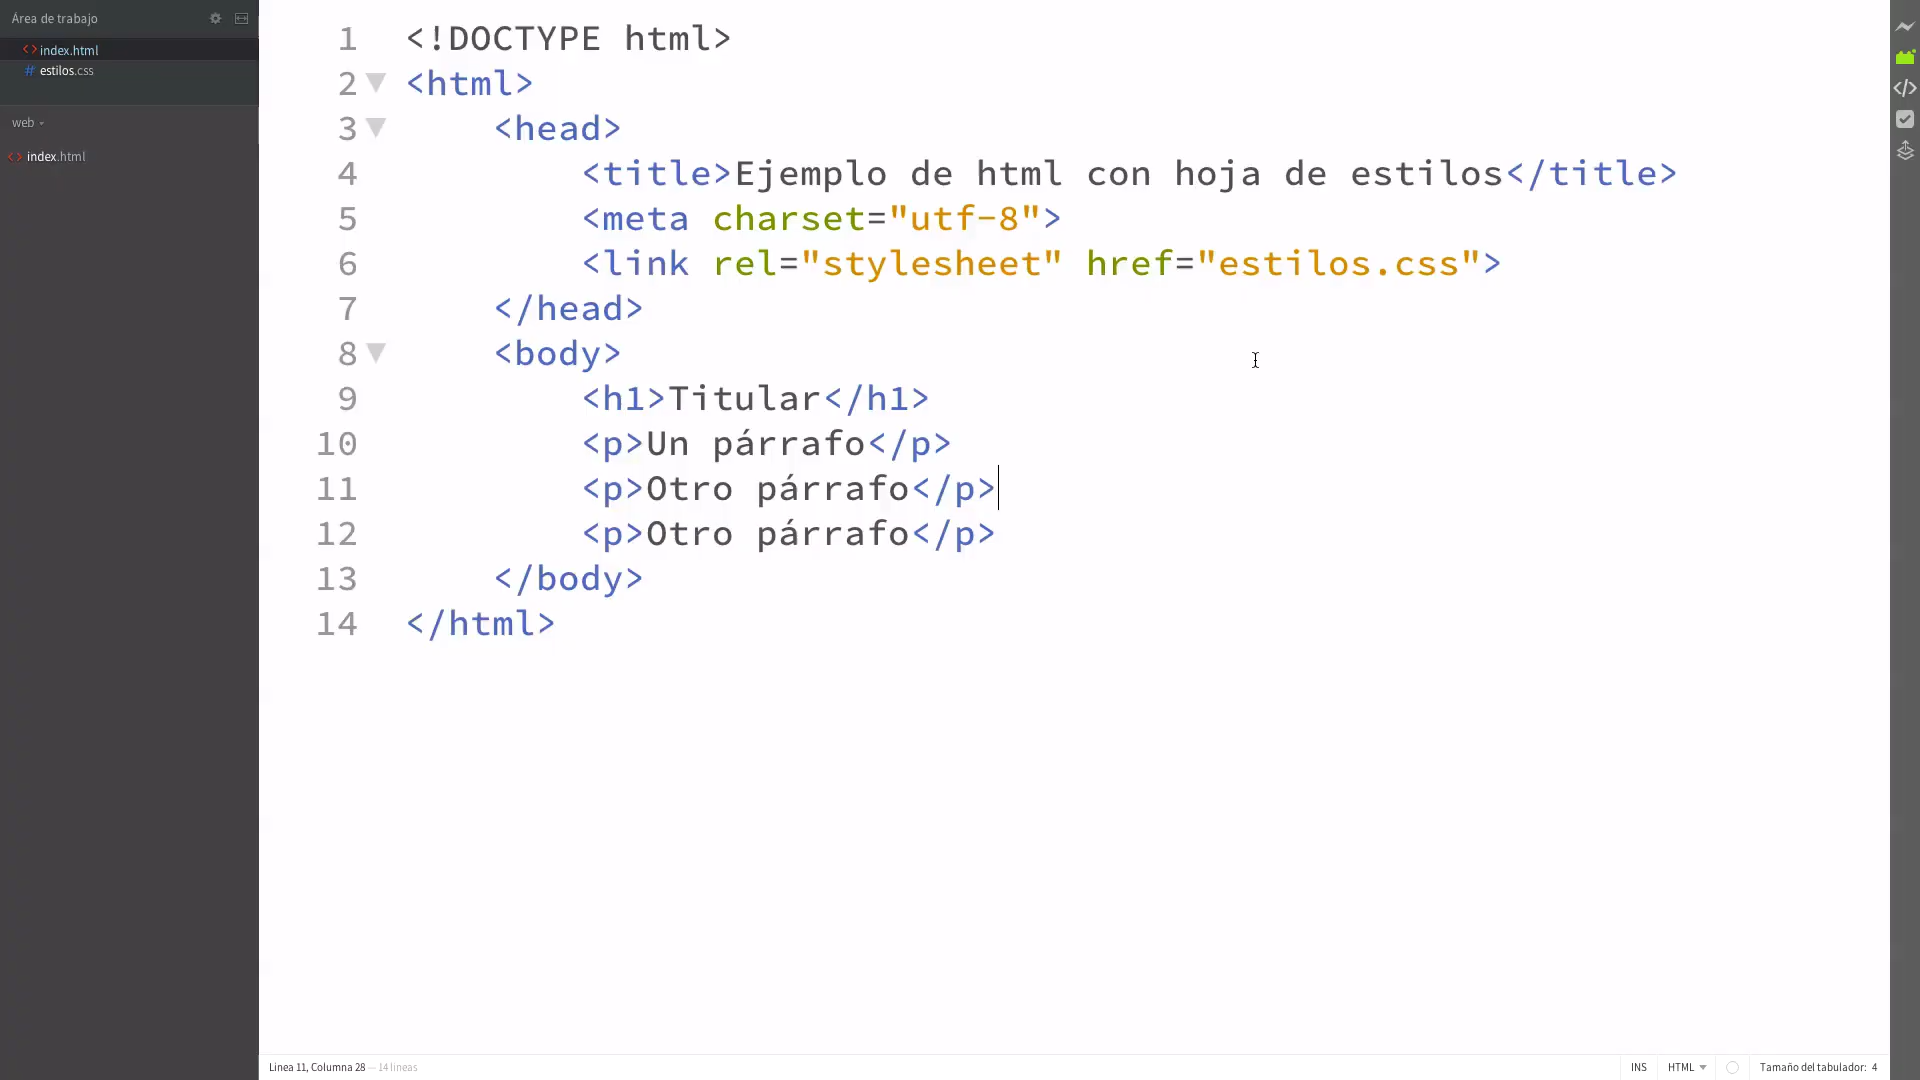 Área de trabajo
<> index.html
# estilos.css
web
<> index.html
1 <!DOCTYPE html>
2 <html>
3 <head>
4 <title>Ejemplo de html con hoja de estilos</title>
5 <meta charset="utf-8">
6 <link rel="stylesheet" href="estilos.css">
7 </head>
8 <body>
9 <h1>Titular</h1>
10 <p>Un párrafo</p>
11 <p>Otro párrafo</p>
12 <p>Otro párrafo</p>
13 </body>
14 </html>
Línea 11, Columna 28 — 14 líneas INS HTML Tamaño del tabulador: 4